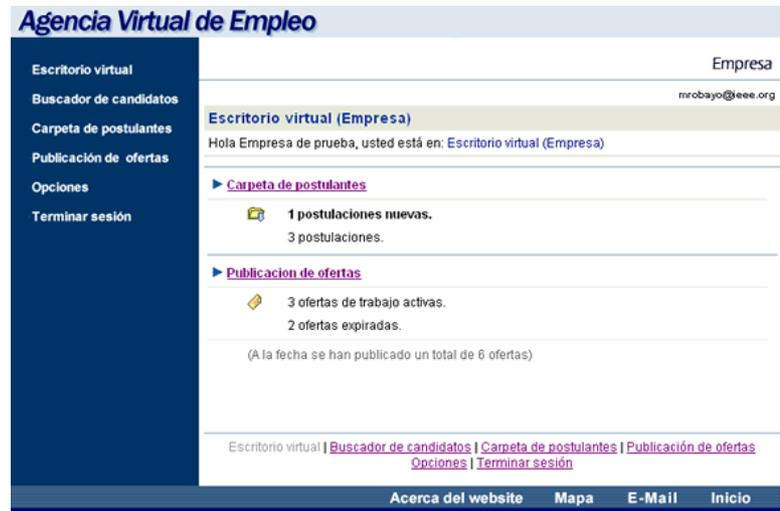 Agencia Virtual de Empleo
Escritorio virtual
Buscador de candidatos
Carpeta de postulantes
Publicación de ofertas
Opciones
Terminar sesión
Empresa
mrobayo@ieee.org
Escritorio virtual (Empresa)
Hola Empresa de prueba, usted está en: Escritorio virtual (Empresa)
Carpeta de postulantes
1 postulaciones nuevas.
3 postulaciones.
Publicacion de ofertas
3 ofertas de trabajo activas.
2 ofertas expiradas.
(A la fecha se han publicado un total de 6 ofertas)
Escritorio virtual | Buscador de candidatos | Carpeta de postulantes | Publicación de ofertas
Opciones | Terminar sesión
Acerca del website Mapa E-Mail Inicio